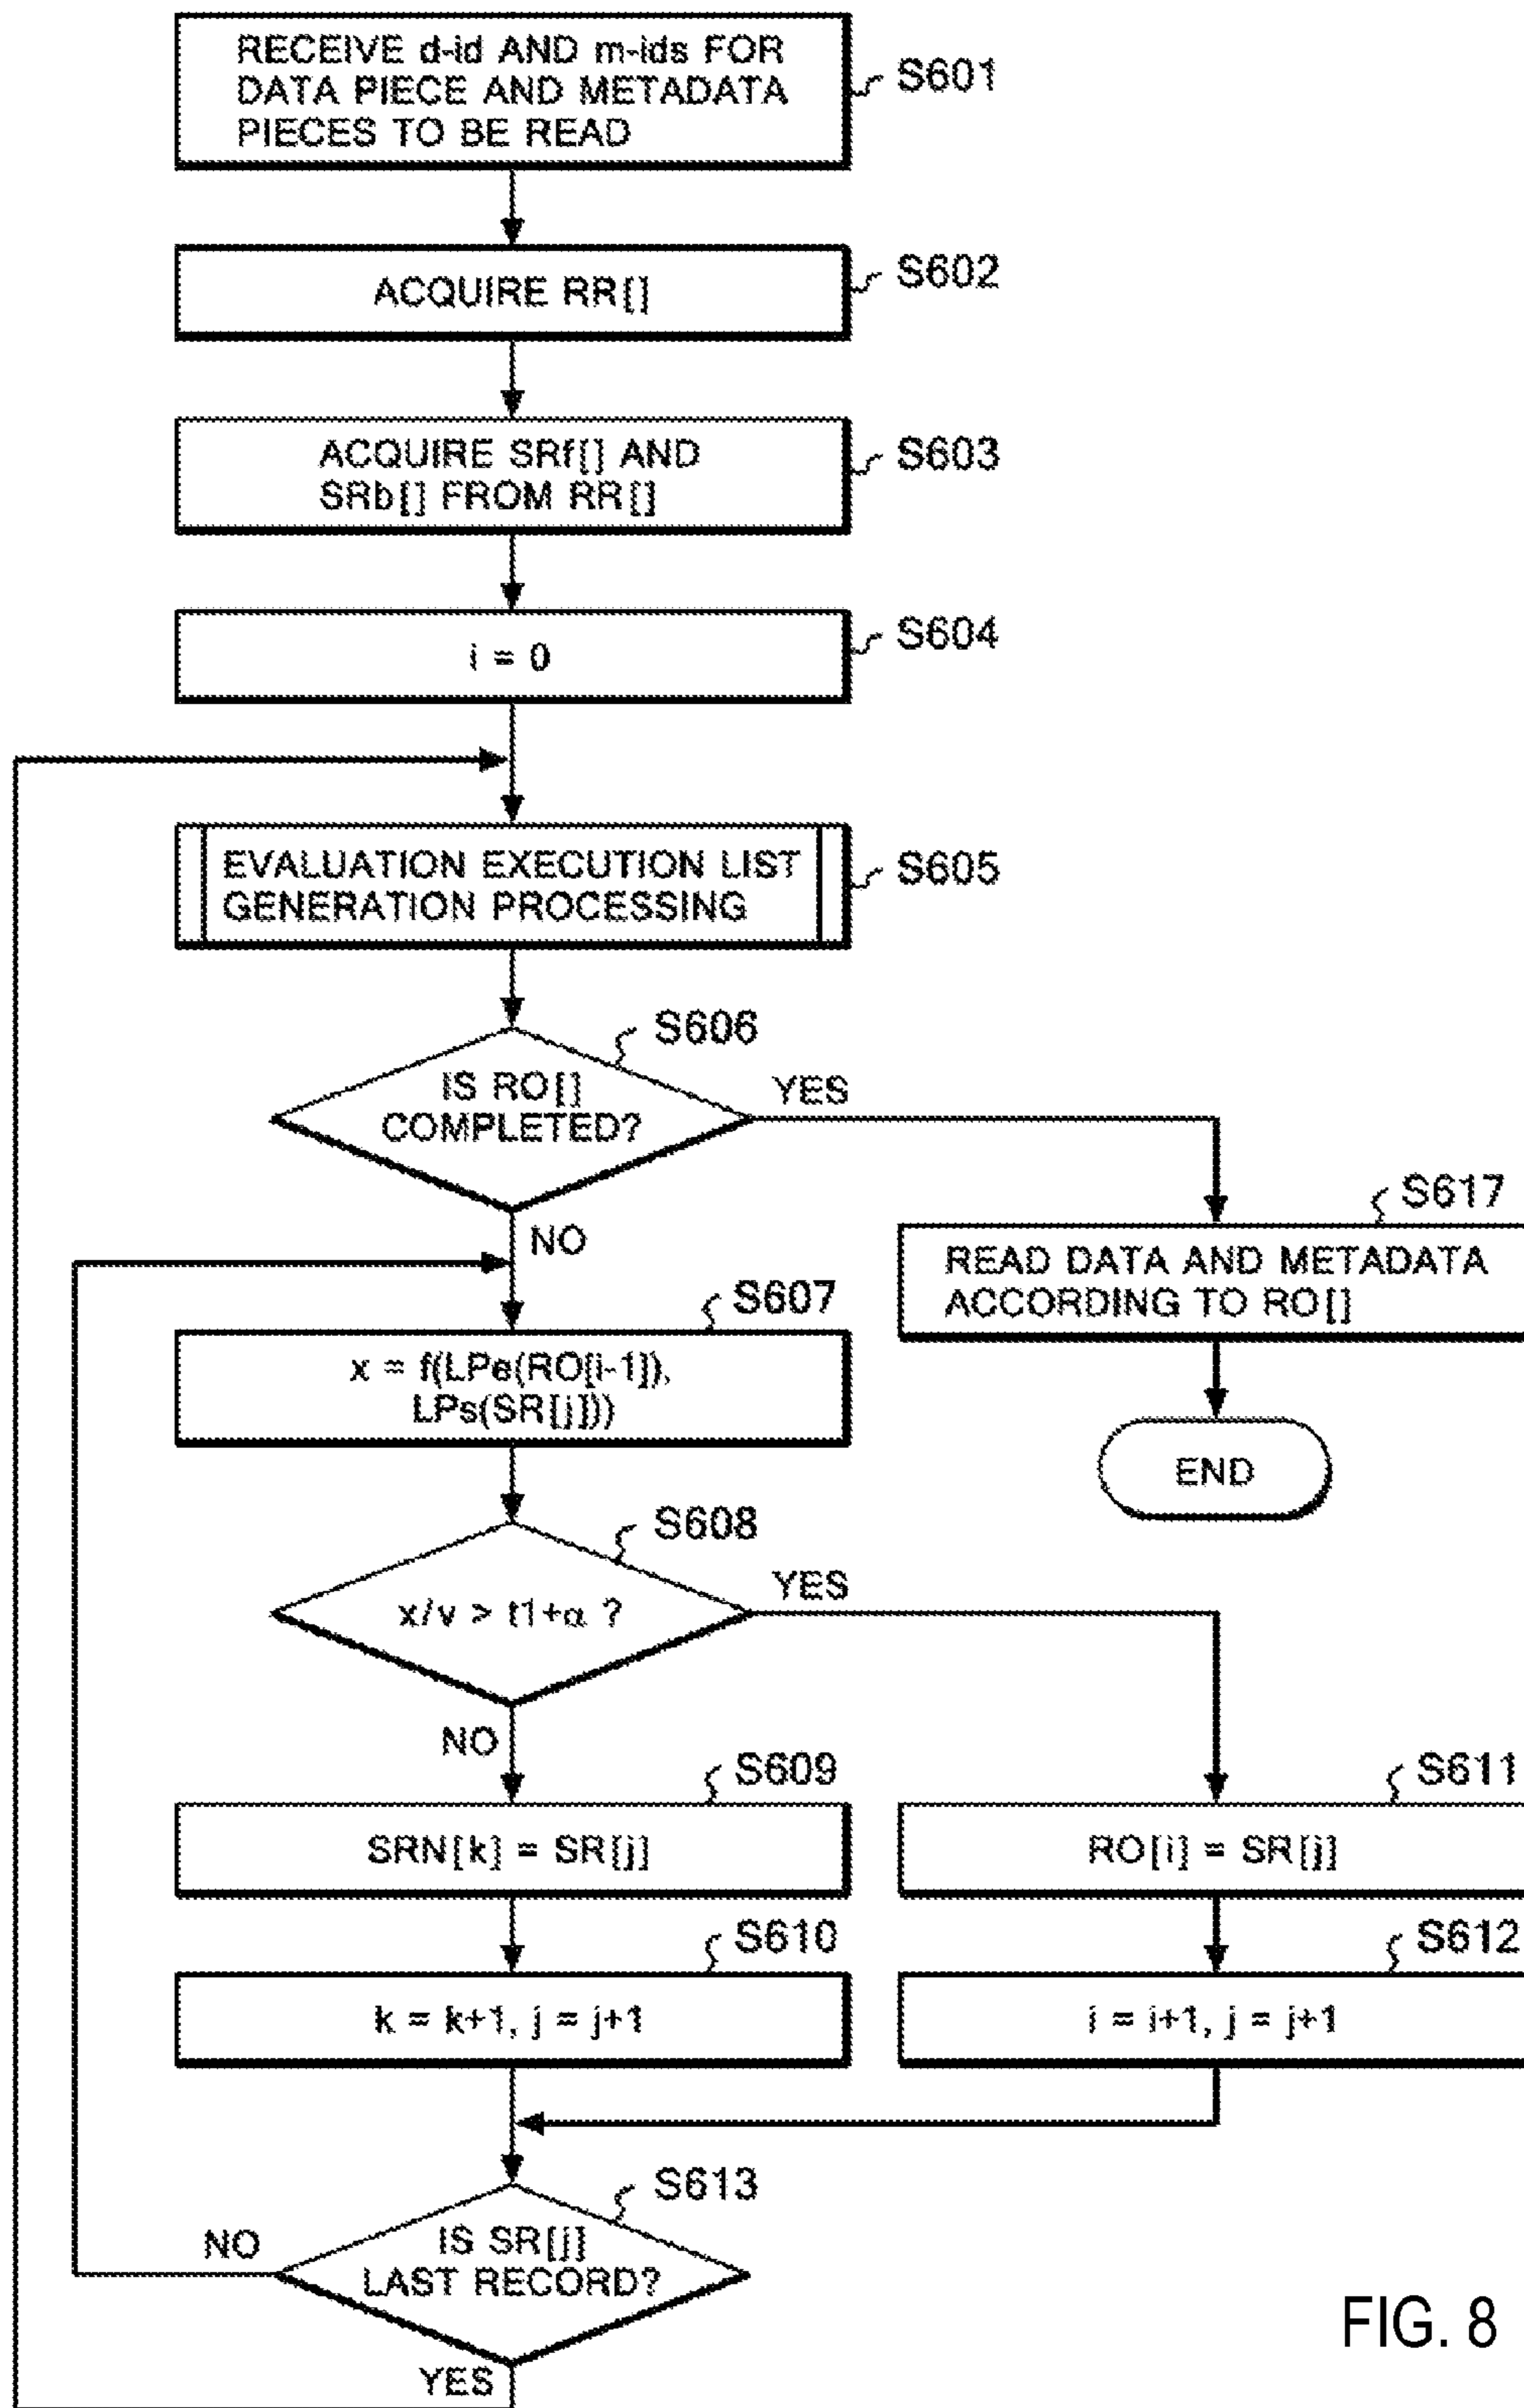 RECEIVE d-id AND m-ids FOR
DATA PIECE AND METADATA
PIECES TO BE READ
S601
ACQUIRE RR[]
S602
ACQUIRE SRf[] AND
SRb[] FROM RR[]
S603
i = 0
S604
EVALUATION EXECUTION LIST
GENERATION PROCESSING
S605
S606
IS RO[]
COMPLETED?
YES
NO
S617
READ DATA AND METADATA
ACCORDING TO RO[]
END
S607
x = f(LPe(RO[i-1]),
LPs(SR[j]))
S608
x/v > t1+α ?
YES
NO
S609
SRN[k] = SR[j]
S611
RO[i] = SR[j]
S610
k = k+1, j = j+1
S612
i = i+1, j = j+1
S613
IS SR[j]
LAST RECORD?
NO
YES
FIG. 8